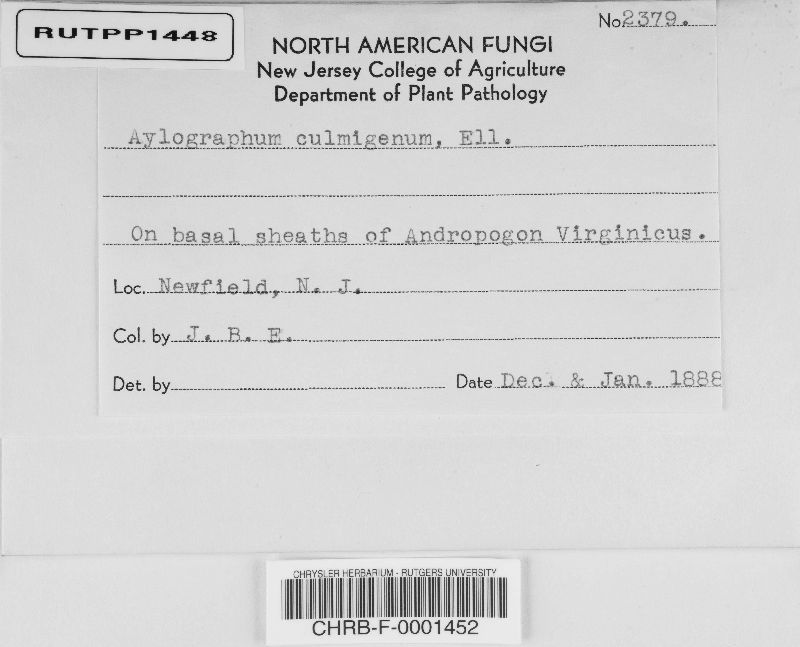 RUTPP1448
No 2379.
NORTH AMERICAN FUNGI
New Jersey College of Agriculture
Department of Plant Pathology
Aylographum culmigenum, Ell.
On basal sheaths of Andropogon Virginicus.
Loc. Newfield, N. J.
Col. by J. B. E.
Det. by
Date Dec. & Jan. 1888
CHRYSLER HERBARIUM - RUTGERS UNIVERSITY
CHRB-F-0001452